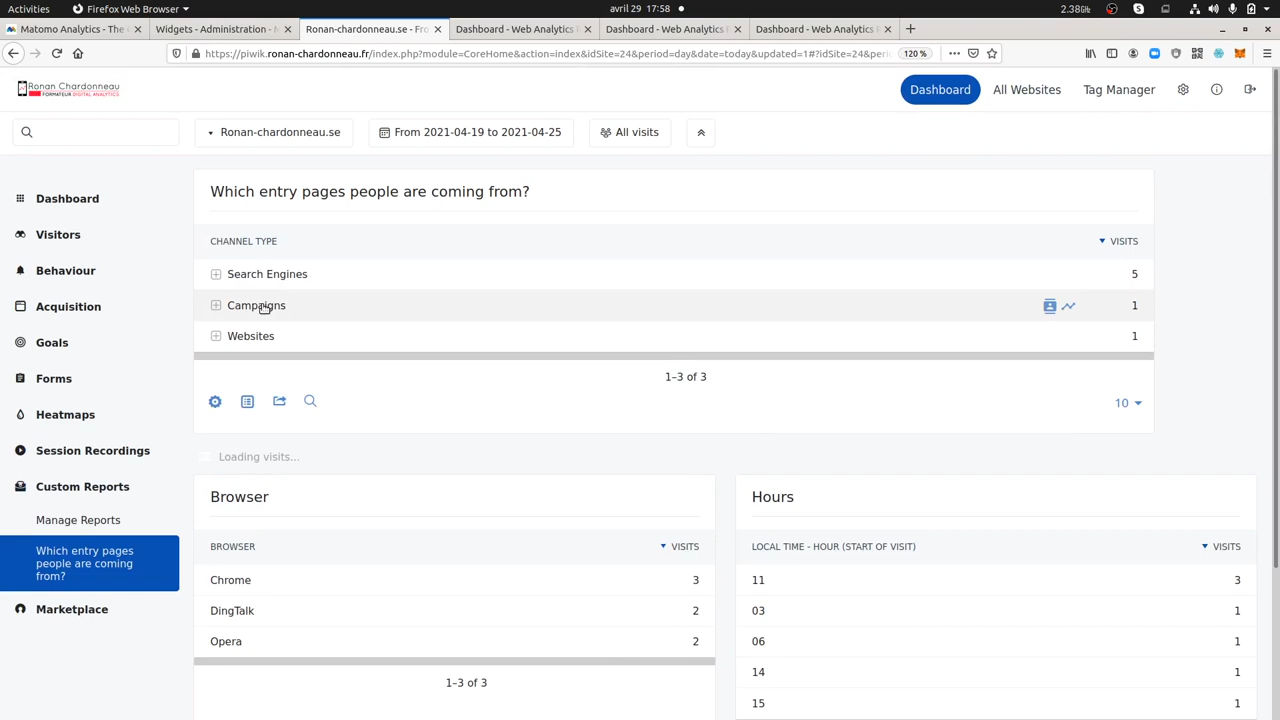 Activities
Firefox Web Browser
avril 29 17:58
2.38%
Matomo Analytics - The
Widgets - Administration - M
Ronan-chardonneau.se - Fro
Dashboard - Web Analytics
Dashboard - Web Analytics
Dashboard - Web Analytics
https://piwik.ronan-chardonneau.fr/index.php?module=CoreHome&action=index&idSite=24&period=day&date=today&updated=1#?idSite=24&perio
120 %
Ronan Chardonneau
FORMATEUR DIGITAL ANALYTICS
Dashboard
All Websites
Tag Manager
Ronan-chardonneau.se
From 2021-04-19 to 2021-04-25
All visits
Dashboard
Visitors
Behaviour
Acquisition
Goals
Forms
Heatmaps
Session Recordings
Custom Reports
Manage Reports
Which entry pages
people are coming
from?
Marketplace
Which entry pages people are coming from?
CHANNEL TYPE
VISITS
Search Engines
5
Campaigns
1
Websites
1
1–3 of 3
10
Loading visits...
Browser
BROWSER
VISITS
Chrome
3
DingTalk
2
Opera
2
1–3 of 3
Hours
LOCAL TIME - HOUR (START OF VISIT)
VISITS
11
3
03
1
06
1
14
1
15
1